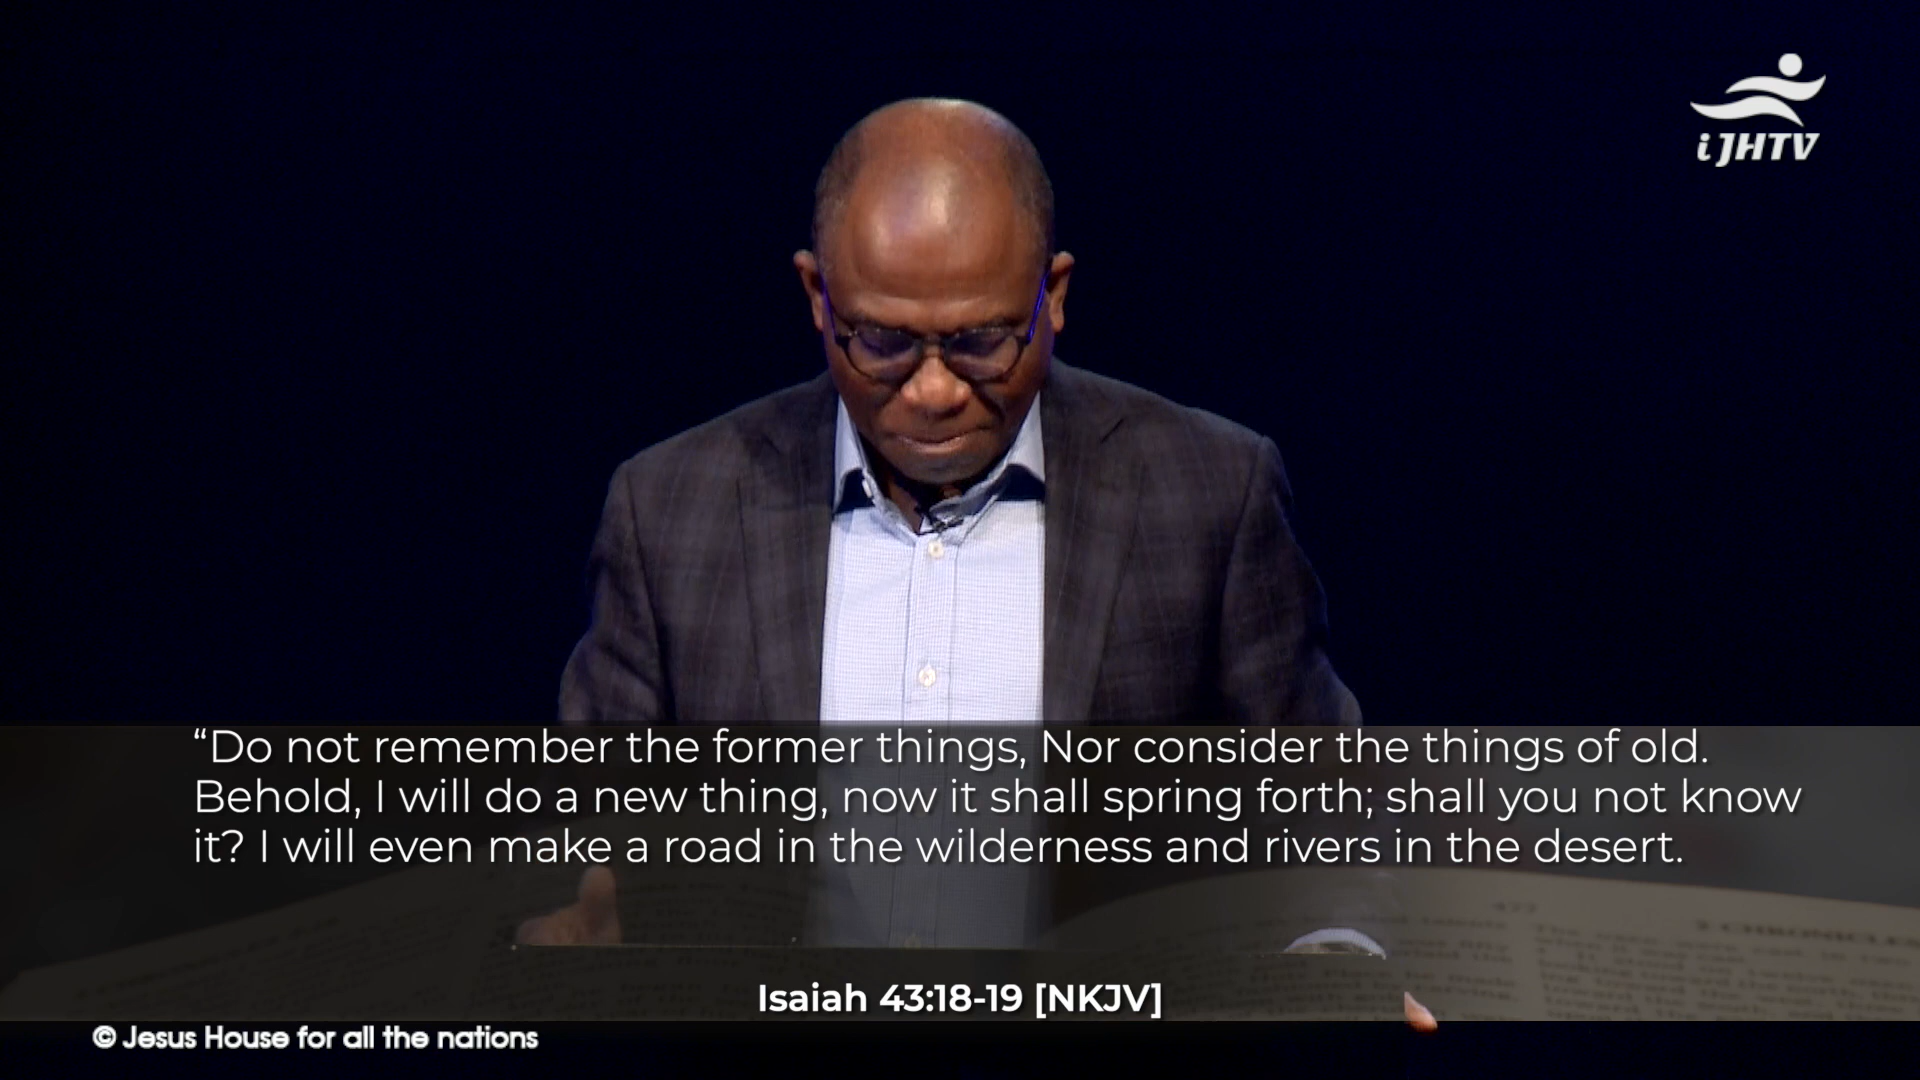 i JHTV
“Do not remember the former things, Nor consider the things of old.
Behold, I will do a new thing, now it shall spring forth; shall you not know
it? I will even make a road in the wilderness and rivers in the desert.
Isaiah 43:18-19 [NKJV]
© Jesus House for all the nations